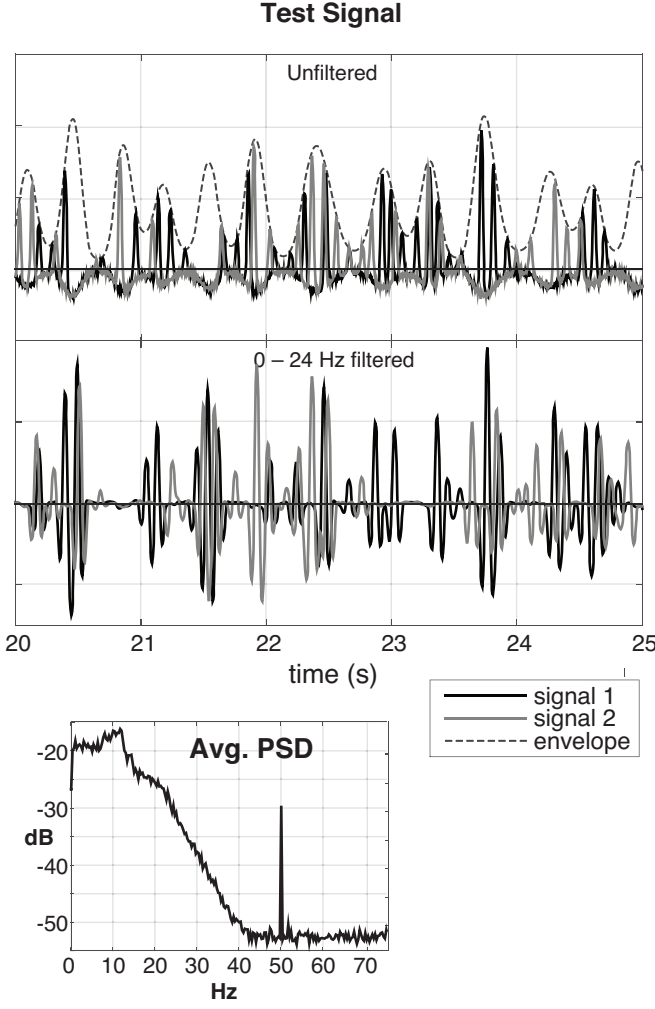 Test Signal
Unfiltered
0 – 24 Hz filtered
20 21 22 23 24 25
time (s)
signal 1
signal 2
envelope
Avg. PSD
-20
-30
dB
-40
-50
0 10 20 30 40 50 60 70
Hz